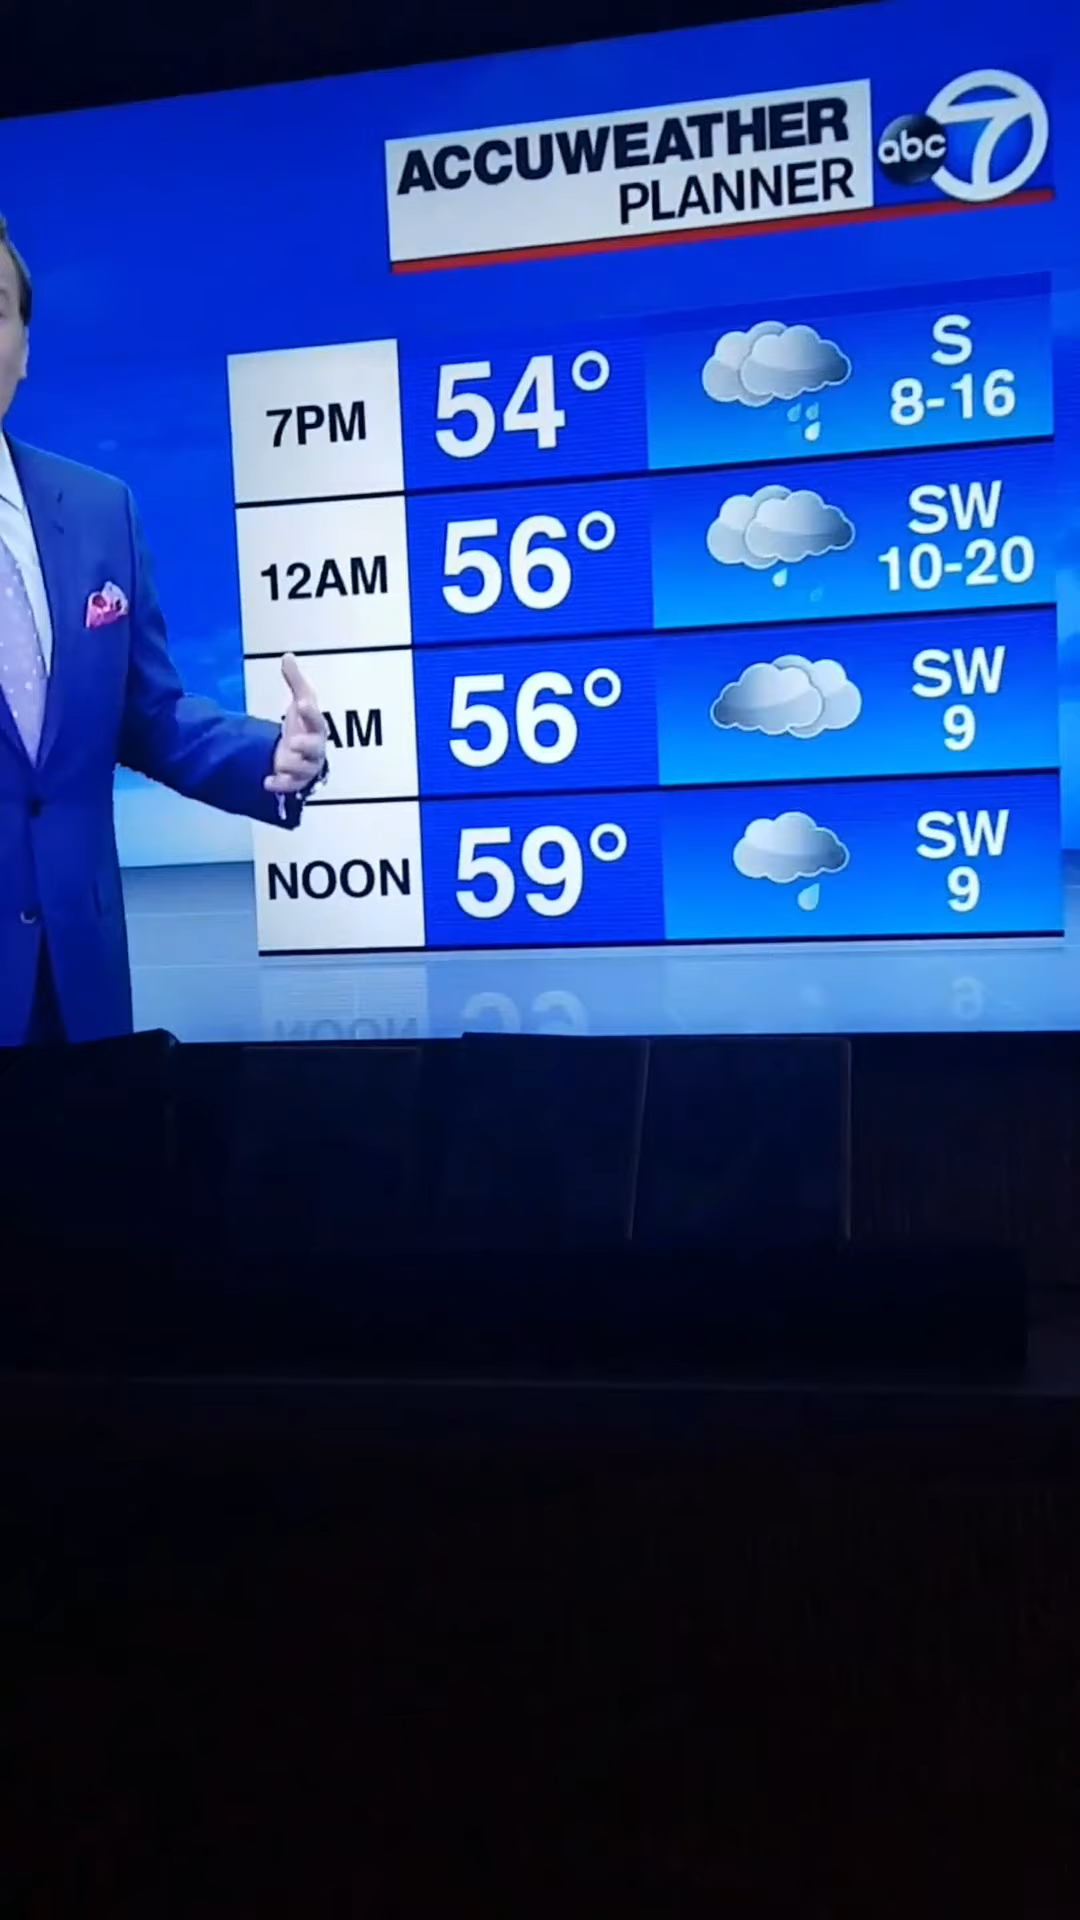 ACCUWEATHER
PLANNER
abc 7
7PM 54° S 8-16
12AM 56° SW 10-20
AM 56° SW 9
NOON 59° SW 9